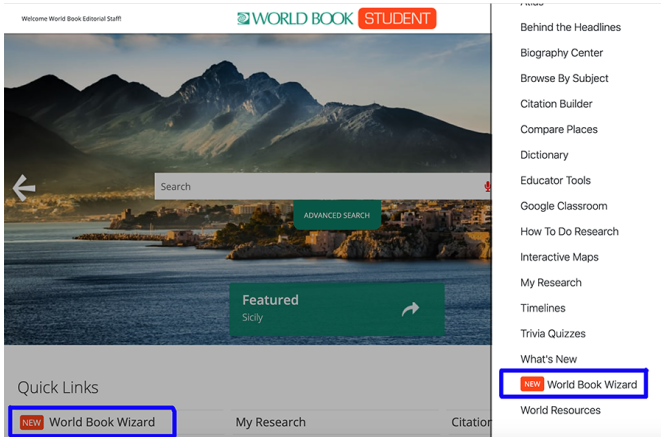 Welcome World Book Editorial Staff!
WORLD BOOK STUDENT
Search
ADVANCED SEARCH
Featured
Sicily
Quick Links
NEW World Book Wizard
My Research
Atlas
Behind the Headlines
Biography Center
Browse By Subject
Citation Builder
Compare Places
Dictionary
Educator Tools
Google Classroom
How To Do Research
Interactive Maps
My Research
Timelines
Trivia Quizzes
What's New
NEW World Book Wizard
World Resources